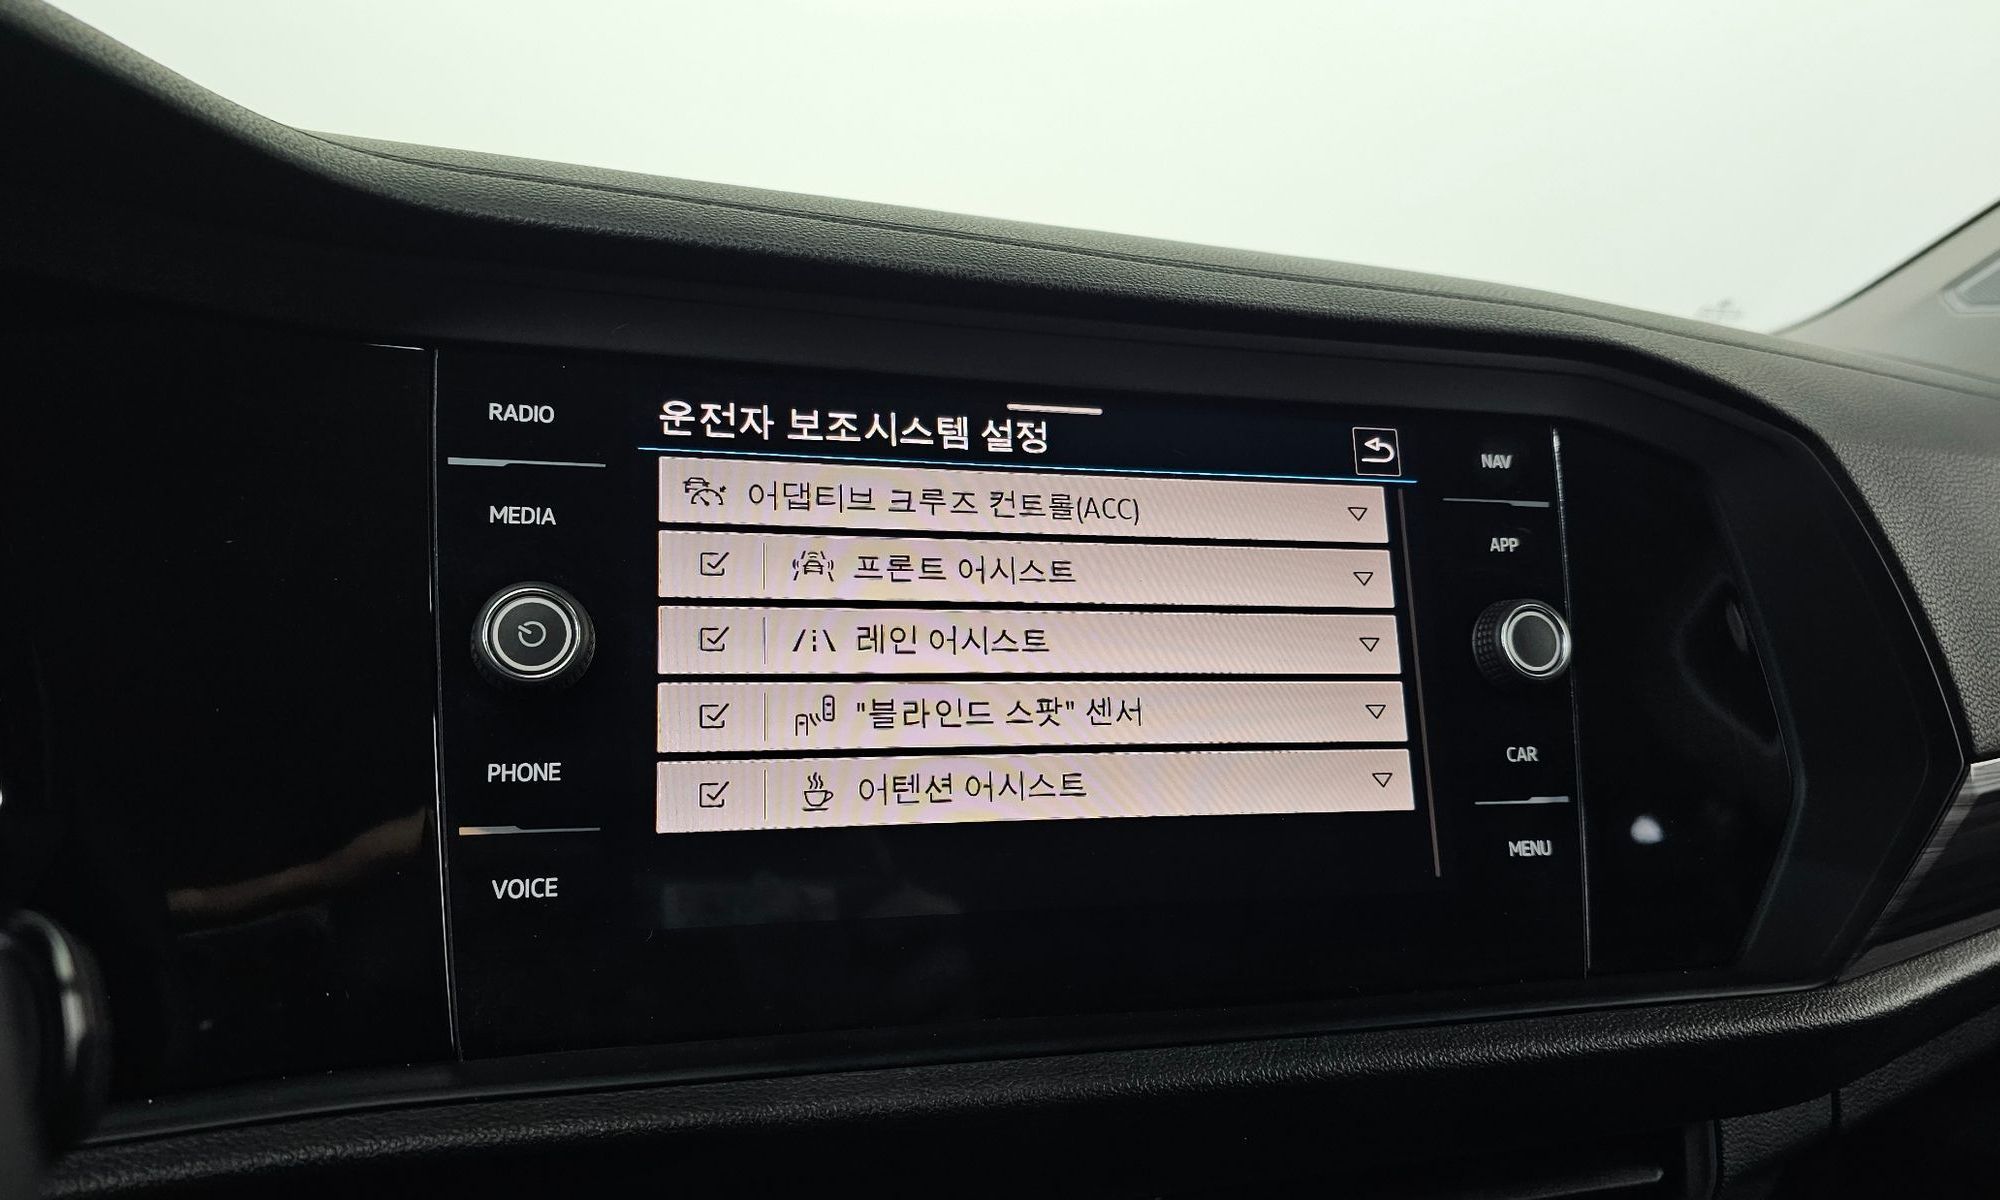 RADIO
MEDIA
PHONE
VOICE
운전자 보조시스템 설정
어댑티브 크루즈 컨트롤(ACC)
프론트 어시스트
레인 어시스트
"블라인드 스팟" 센서
어텐션 어시스트
NAV
APP
CAR
MENU